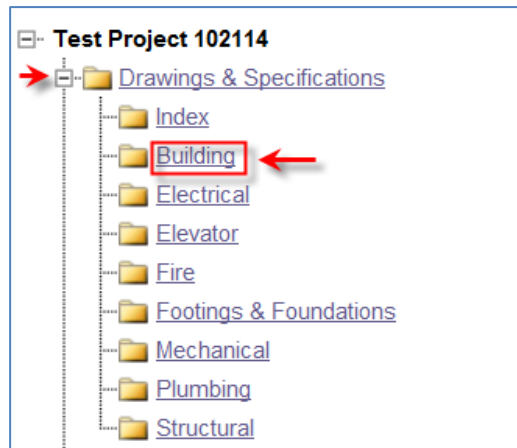 Test Project 102114
Drawings & Specifications
Index
Building
Electrical
Elevator
Fire
Footings & Foundations
Mechanical
Plumbing
Structural